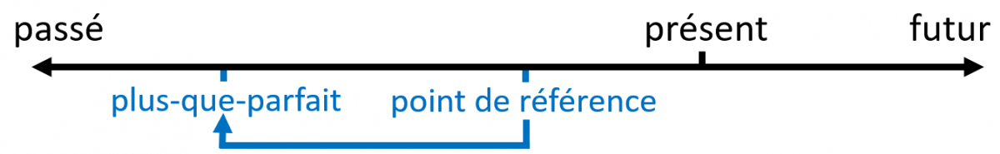 passé présent futur
plus-que-parfait point de référence